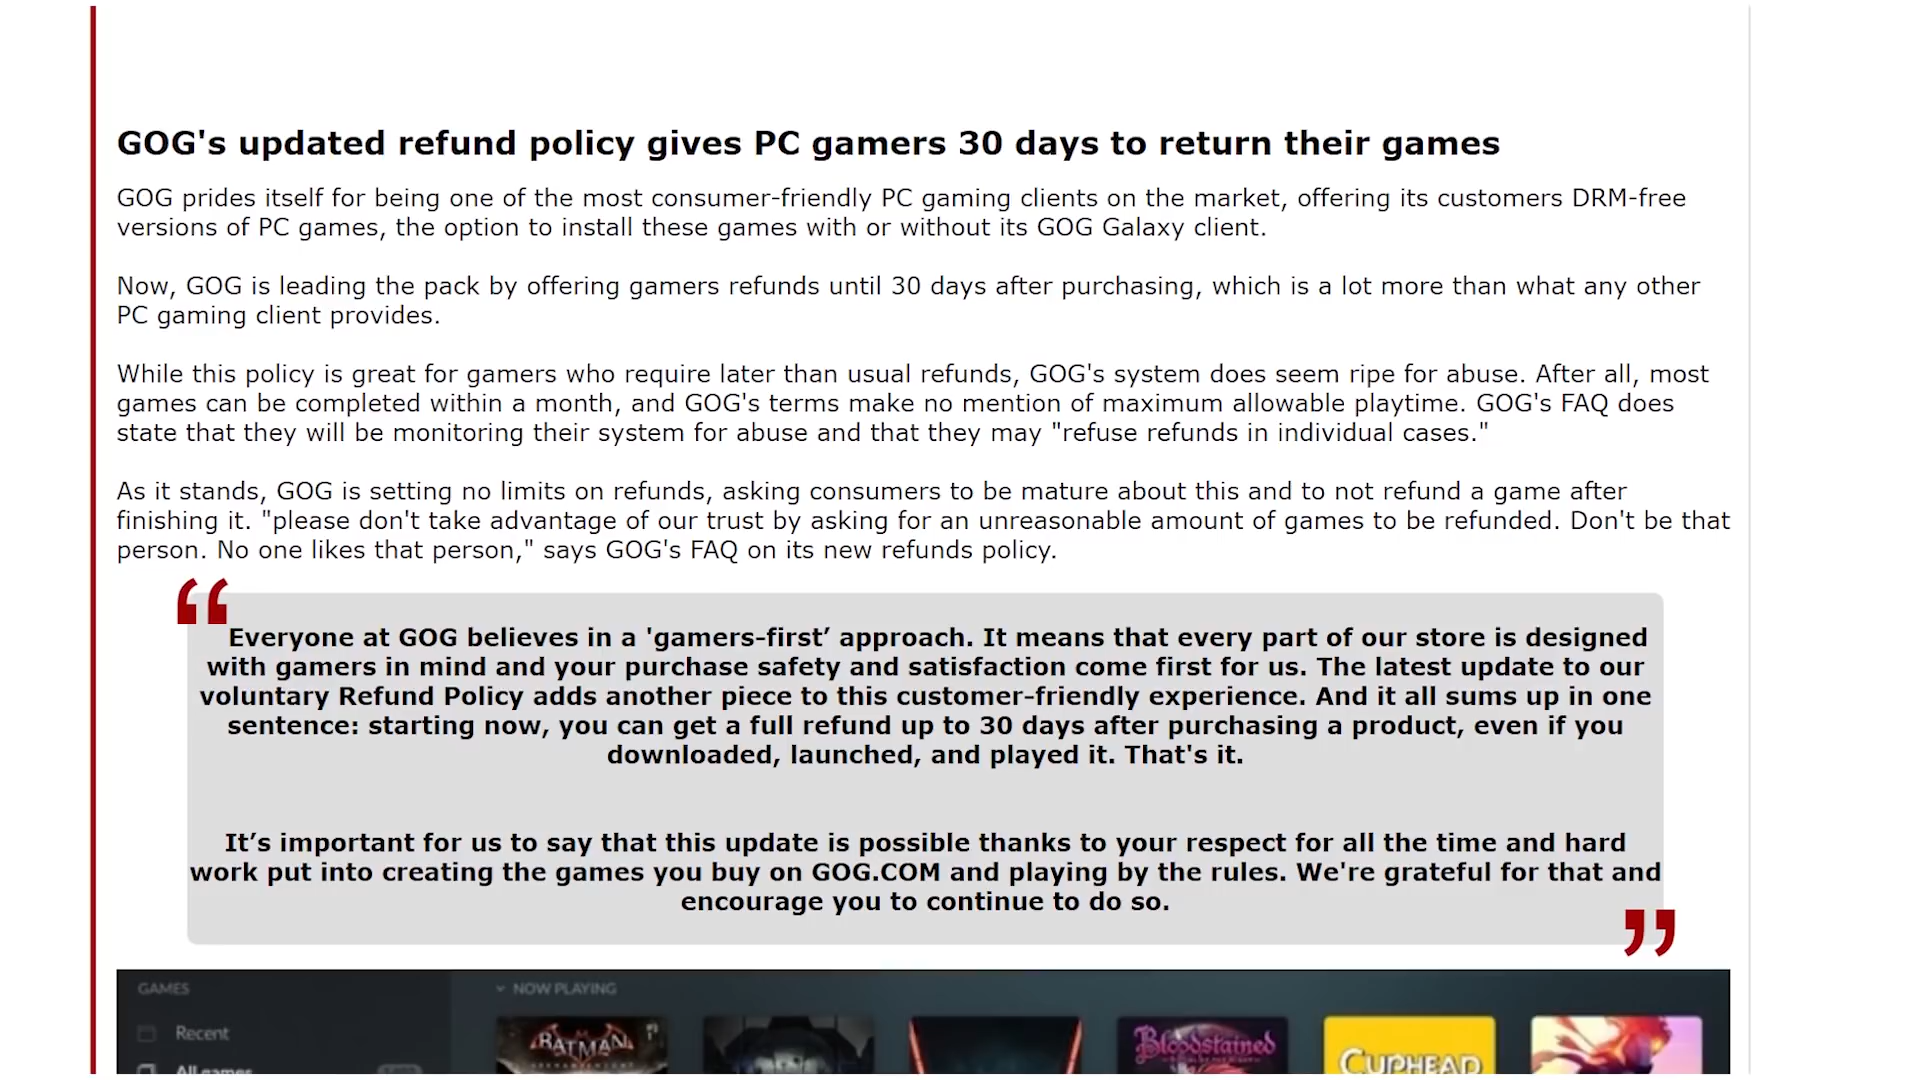 GOG's updated refund policy gives PC gamers 30 days to return their games
GOG prides itself for being one of the most consumer-friendly PC gaming clients on the market, offering its customers DRM-free
versions of PC games, the option to install these games with or without its GOG Galaxy client.
Now, GOG is leading the pack by offering gamers refunds until 30 days after purchasing, which is a lot more than what any other
PC gaming client provides.
While this policy is great for gamers who require later than usual refunds, GOG's system does seem ripe for abuse. After all, most
games can be completed within a month, and GOG's terms make no mention of maximum allowable playtime. GOG's FAQ does
state that they will be monitoring their system for abuse and that they may "refuse refunds in individual cases."
As it stands, GOG is setting no limits on refunds, asking consumers to be mature about this and to not refund a game after
finishing it. "please don't take advantage of our trust by asking for an unreasonable amount of games to be refunded. Don't be that
person. No one likes that person," says GOG's FAQ on its new refunds policy.
“
Everyone at GOG believes in a 'gamers-first’ approach. It means that every part of our store is designed
with gamers in mind and your purchase safety and satisfaction come first for us. The latest update to our
voluntary Refund Policy adds another piece to this customer-friendly experience. And it all sums up in one
sentence: starting now, you can get a full refund up to 30 days after purchasing a product, even if you
downloaded, launched, and played it. That's it.
It’s important for us to say that this update is possible thanks to your respect for all the time and hard
work put into creating the games you buy on GOG.COM and playing by the rules. We're grateful for that and
encourage you to continue to do so.
”
GAMES
NOW PLAYING
Recent
All games
BATMAN
Bloodstained
CUPHEAD